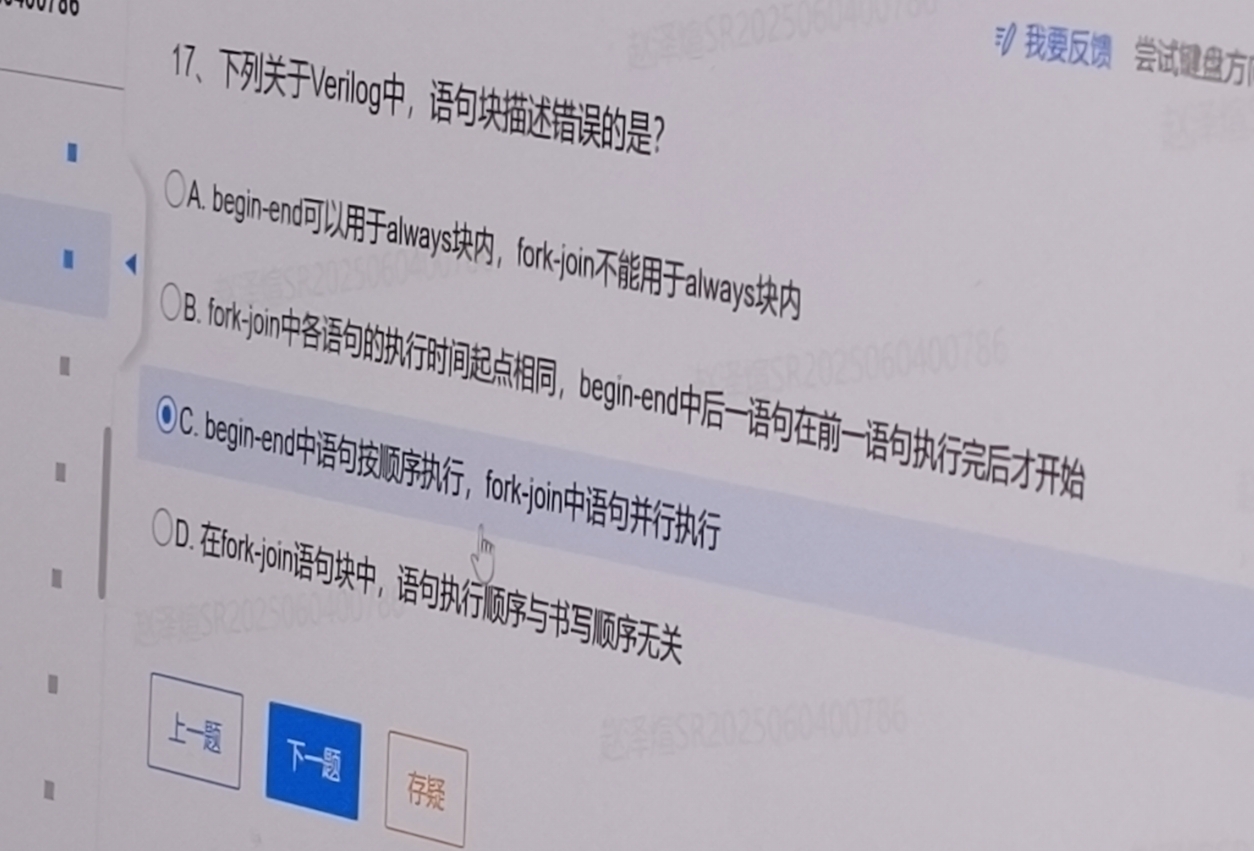 我要反馈 尝试键盘方向
17、下列关于Verilog中，语句块描述错误的是？
A. begin-end可以用于always块内，fork-join不能用于always块内
B. fork-join中各语句的执行时间起点相同，begin-end中后一语句在前一语句执行完后才开始
C. begin-end中语句按顺序执行，fork-join中语句并行执行
D. 在fork-join语句块中，语句执行顺序与书写顺序无关
上一题 下一题 存疑